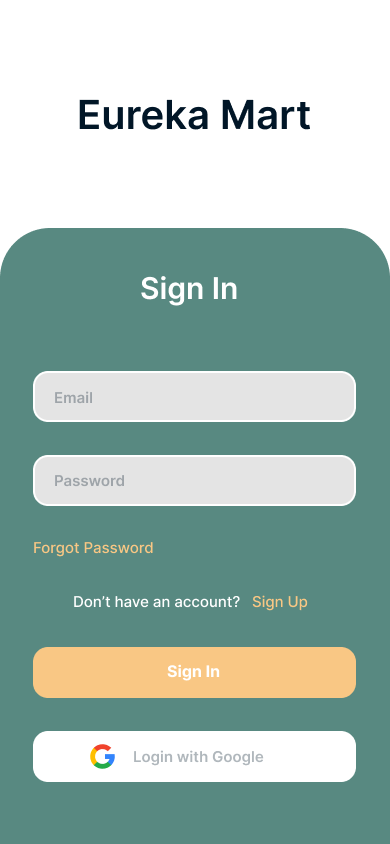 Eureka Mart
Sign In
Email
Password
Forgot Password
Don’t have an account? Sign Up
Sign In
Login with Google